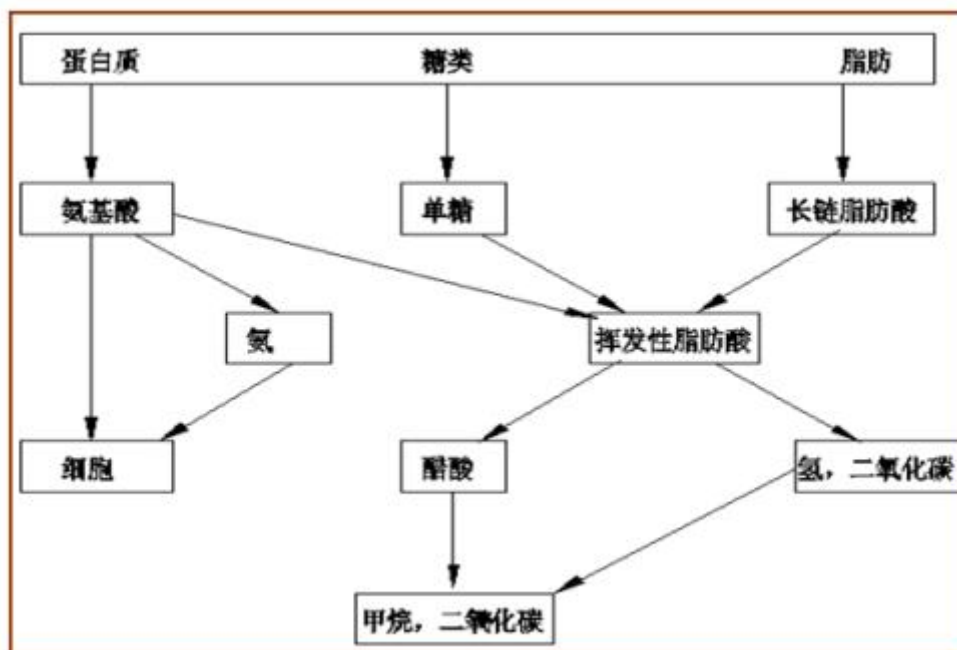 蛋白质 糖类 脂肪
氨基酸 单糖 长链脂肪酸
氨 挥发性脂肪酸
细胞 醋酸 氢，二氧化碳
甲烷，二氧化碳